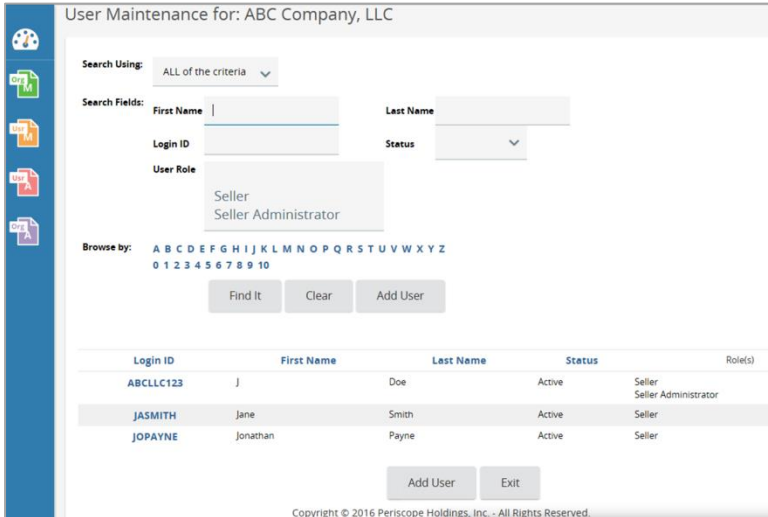 User Maintenance for: ABC Company, LLC
Search Using: ALL of the criteria
Search Fields: First Name Last Name
Login ID Status
User Role
Seller
Seller Administrator
Browse by: A B C D E F G H I J K L M N O P Q R S T U V W X Y Z
0 1 2 3 4 5 6 7 8 9 10
Find It Clear Add User
Login ID First Name Last Name Status Role(s)
ABCLLC123 J Doe Active Seller
Seller Administrator
JASMITH Jane Smith Active Seller
JOPAYNE Jonathan Payne Active Seller
Add User Exit
Copyright © 2016 Periscope Holdings, Inc. - All Rights Reserved.
Org M
Usr M
Usr A
Org A